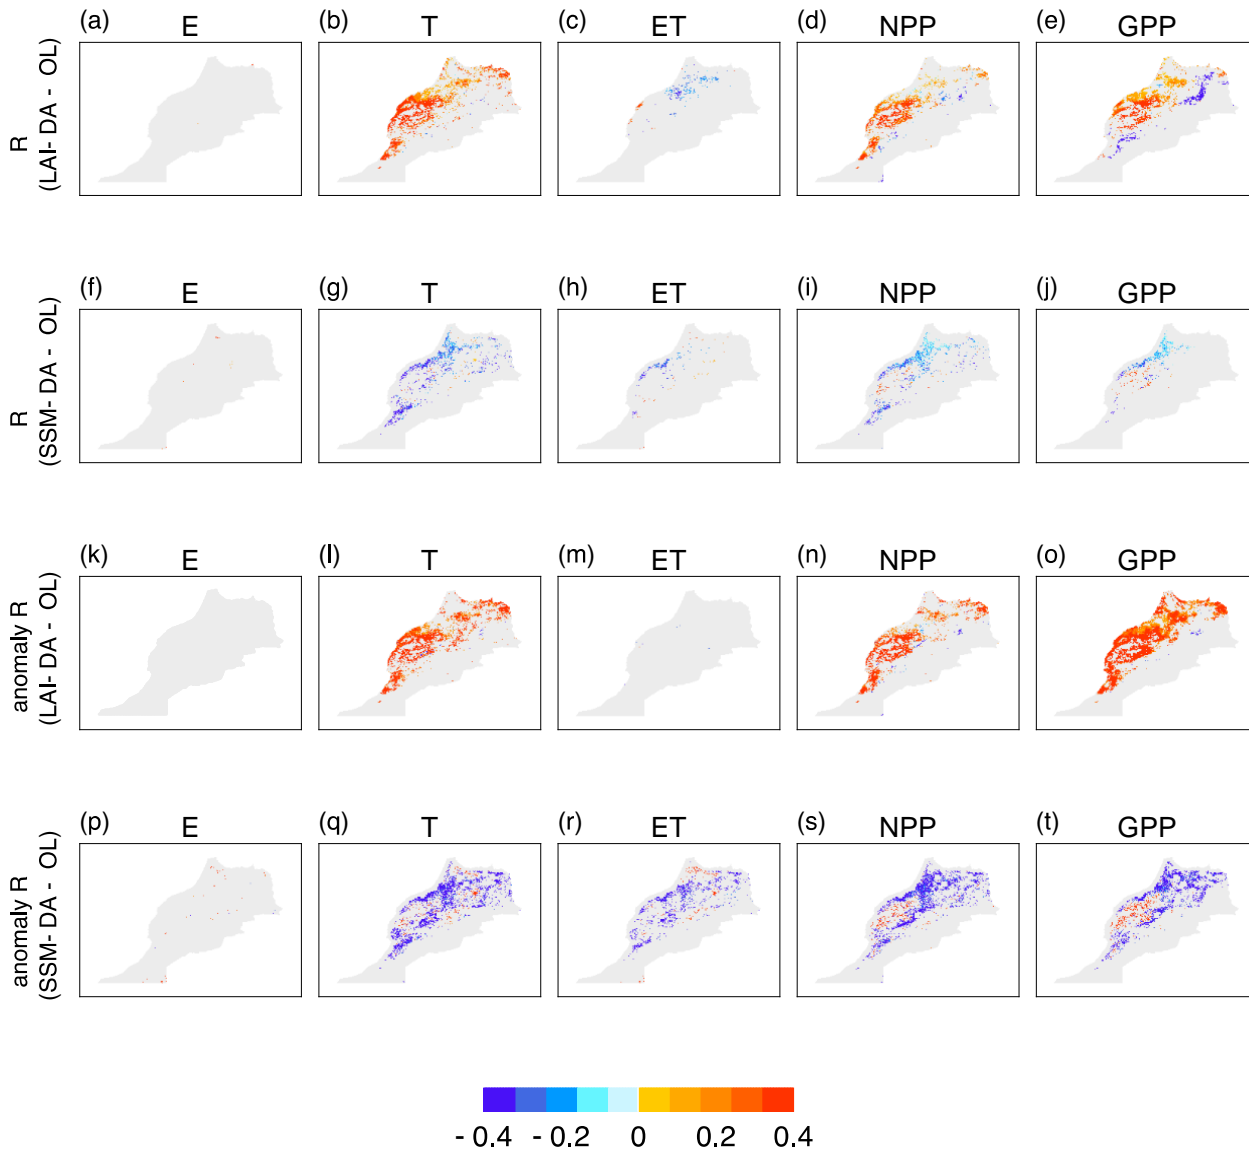 (a) E (b) T (c) ET (d) NPP (e) GPP
R
(LAI- DA - OL)
(f) E (g) T (h) ET (i) NPP (j) GPP
R
(SSM- DA - OL)
(k) E (l) T (m) ET (n) NPP (o) GPP
anomaly R
(LAI- DA - OL)
(p) E (q) T (r) ET (s) NPP (t) GPP
anomaly R
(SSM- DA - OL)
- 0.4 - 0.2 0 0.2 0.4